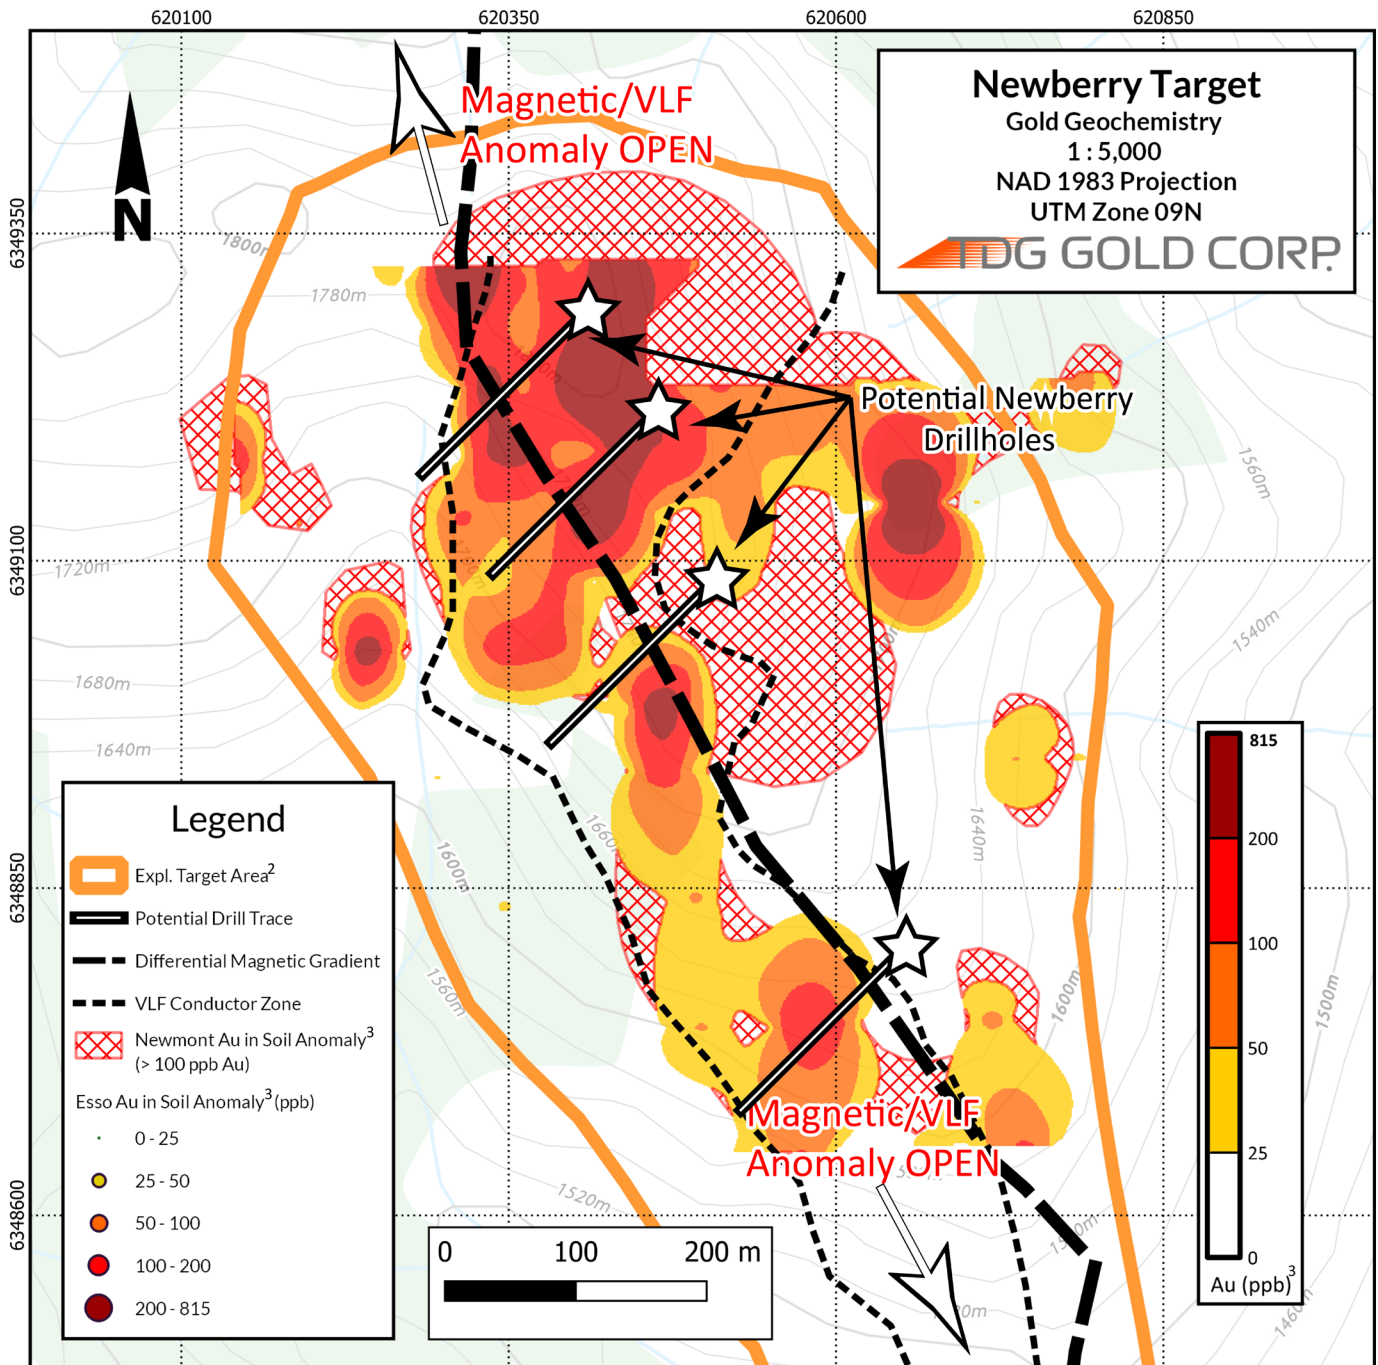 620100
620350
620600
620850
6349350
6349100
6348850
6348600
Magnetic/VLF
Anomaly OPEN
N
Newberry Target
Gold Geochemistry
1 : 5,000
NAD 1983 Projection
UTM Zone 09N
TDG GOLD CORP.
1800m
1780m
Potential Newberry
Drillholes
1560m
1720m
1540m
1680m
1640m
1660m
1640m
1600m
1560m
1600m
1500m
1520m
1460m
Magnetic/VLF
Anomaly OPEN
Legend
Expl. Target Area2
Potential Drill Trace
Differential Magnetic Gradient
VLF Conductor Zone
Newmont Au in Soil Anomaly3
(> 100 ppb Au)
Esso Au in Soil Anomaly3 (ppb)
0 - 25
25 - 50
50 - 100
100 - 200
200 - 815
0 100 200 m
815
200
100
50
25
0
Au (ppb)3